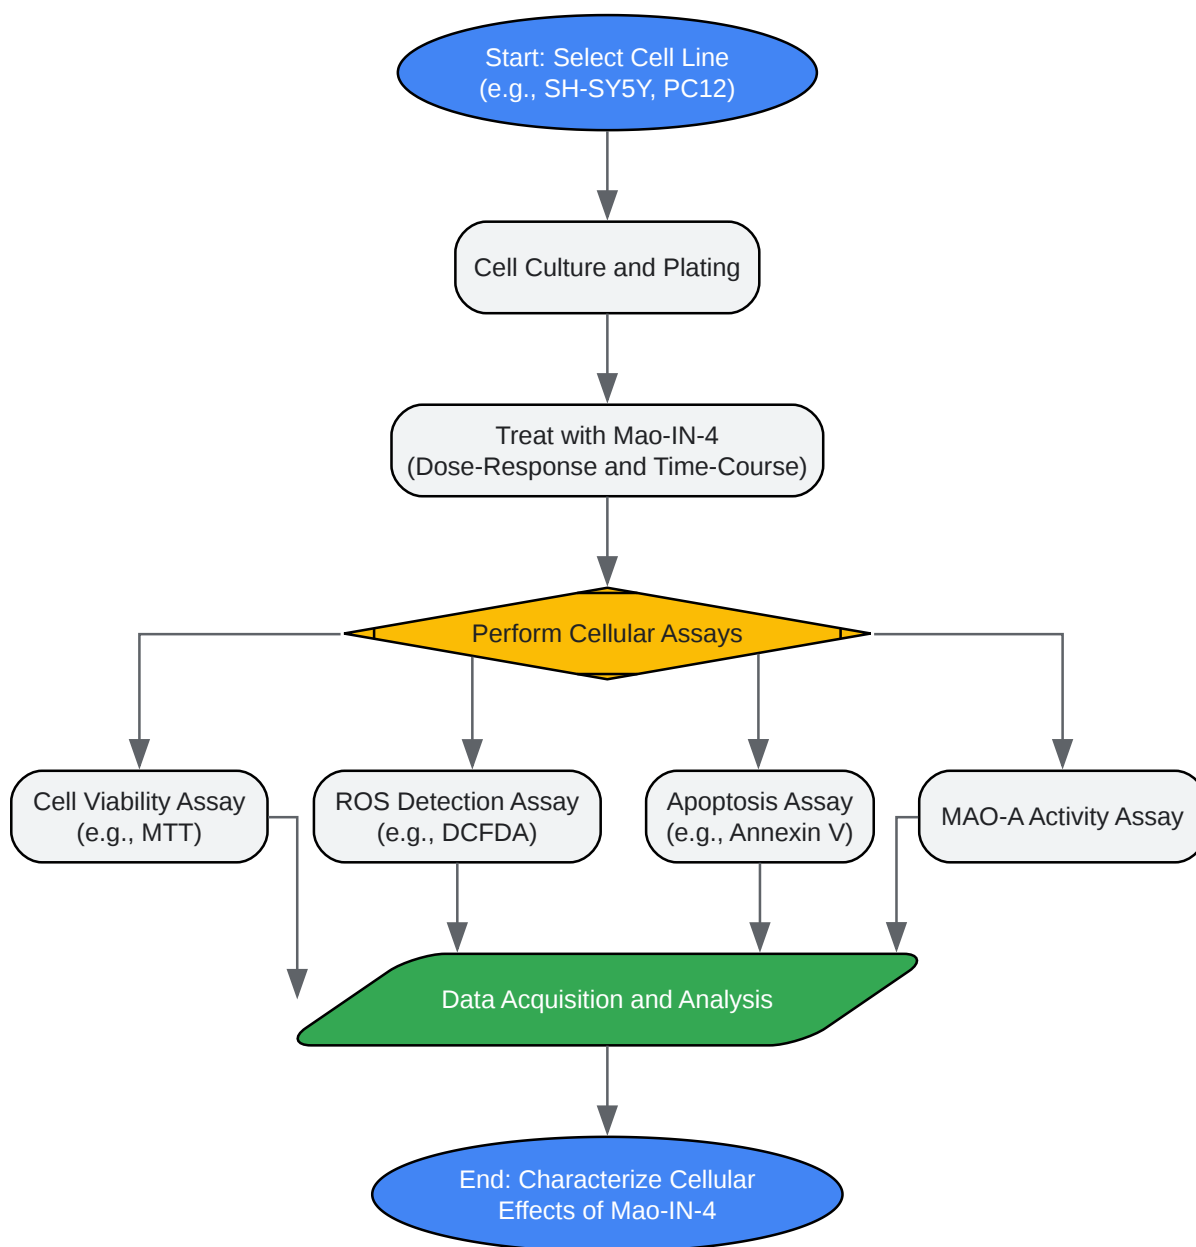 Start: Select Cell Line
(e.g., SH-SY5Y, PC12)
Cell Culture and Plating
Treat with Mao-IN-4
(Dose-Response and Time-Course)
Perform Cellular Assays
Cell Viability Assay
(e.g., MTT)
ROS Detection Assay
(e.g., DCFDA)
Apoptosis Assay
(e.g., Annexin V)
MAO-A Activity Assay
Data Acquisition and Analysis
End: Characterize Cellular
Effects of Mao-IN-4